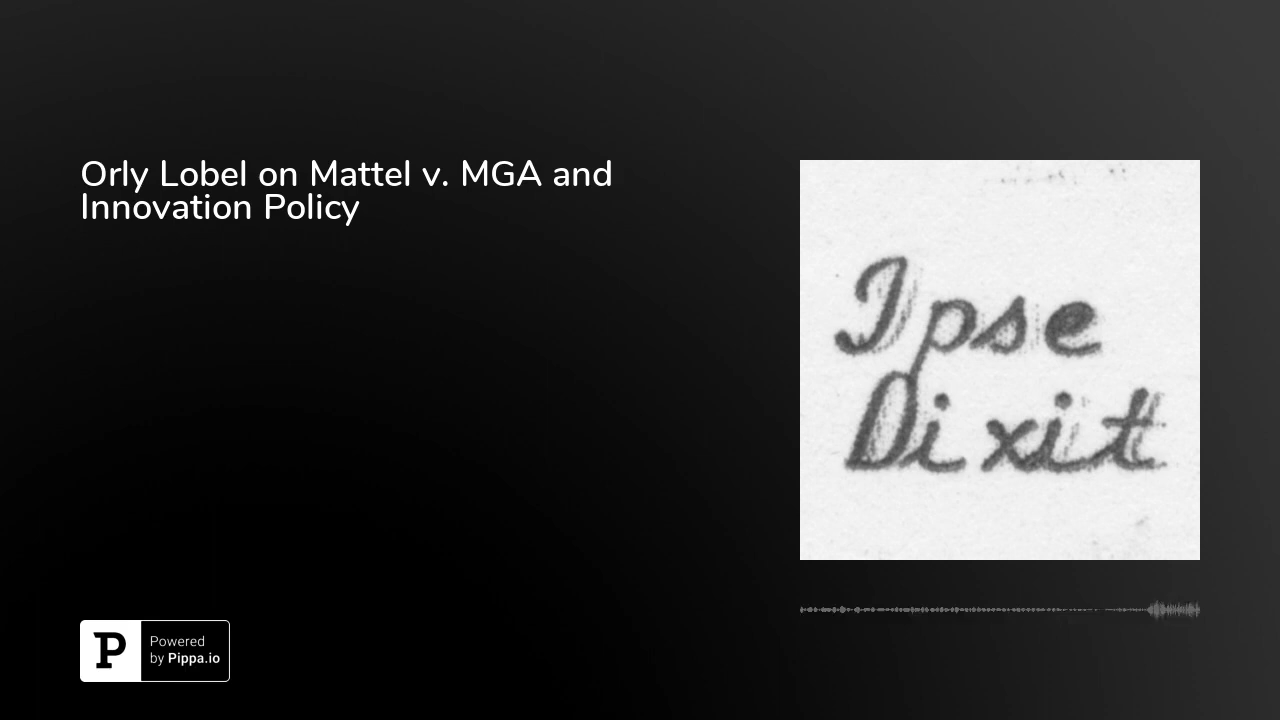 Orly Lobel on Mattel v. MGA and
Innovation Policy
Ipse
Dixit
P
Powered
by Pippa.io